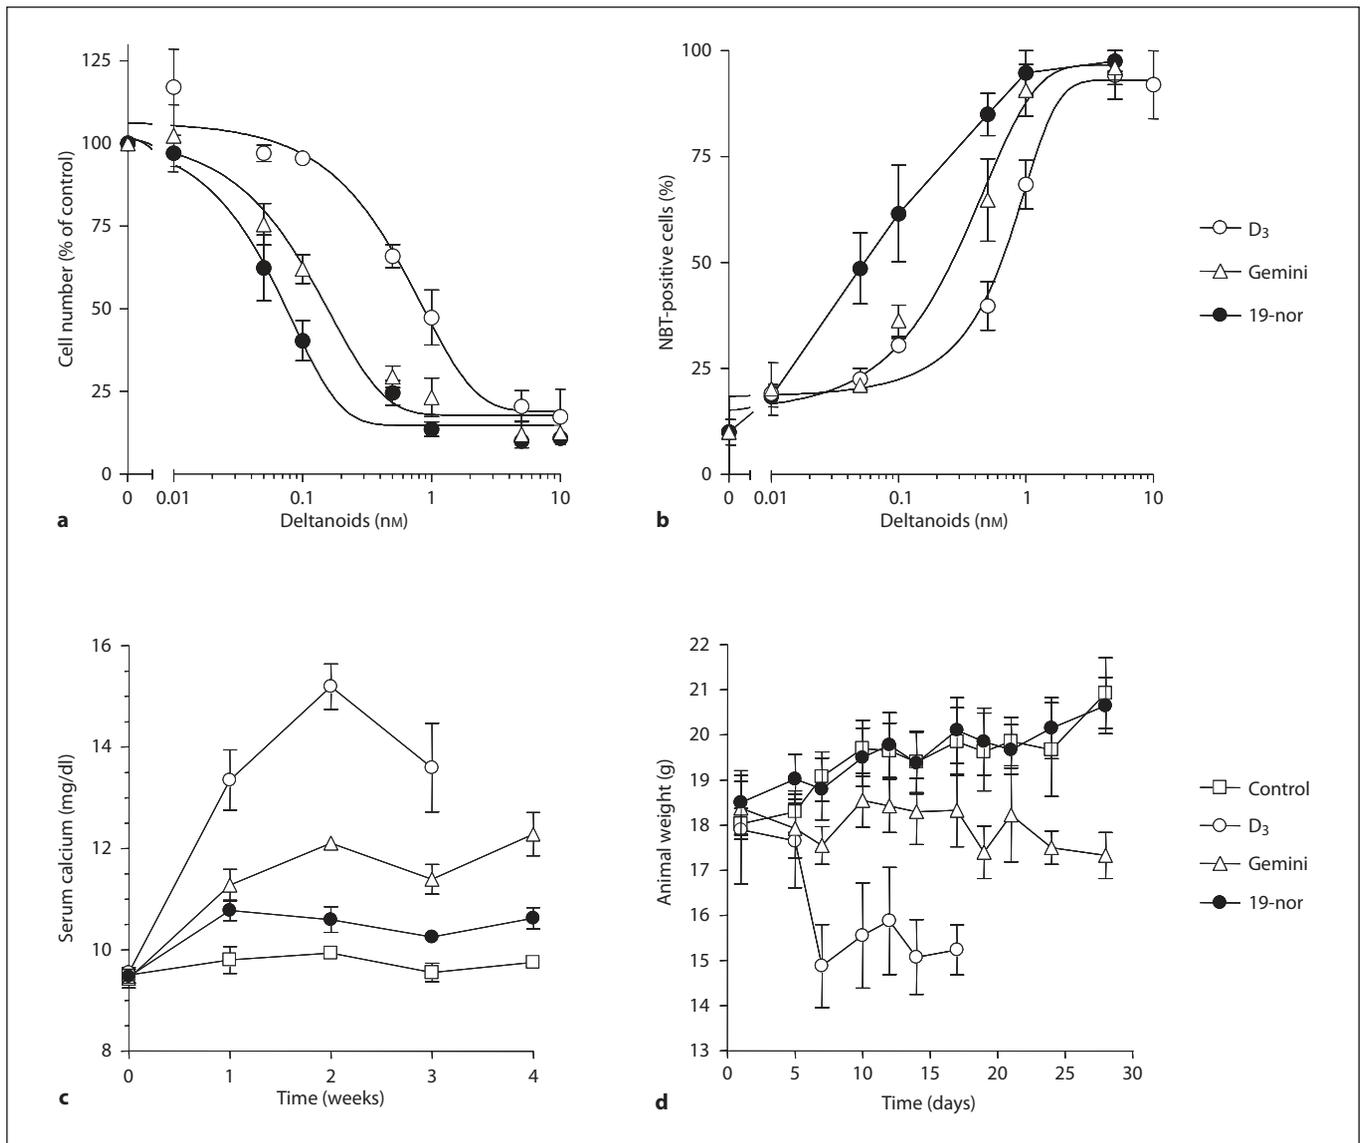 125
100
75
50
25
0
Cell number (% of control)
0 0.01 0.1 1 10
Deltanoids (nM)
a
100
75
50
25
0
NBT-positive cells (%)
0 0.01 0.1 1 10
Deltanoids (nM)
b
D3
Gemini
19-nor
16
14
12
10
8
Serum calcium (mg/dl)
0 1 2 3 4
Time (weeks)
c
22
21
20
19
18
17
16
15
14
13
Animal weight (g)
0 5 10 15 20 25 30
Time (days)
d
Control
D3
Gemini
19-nor